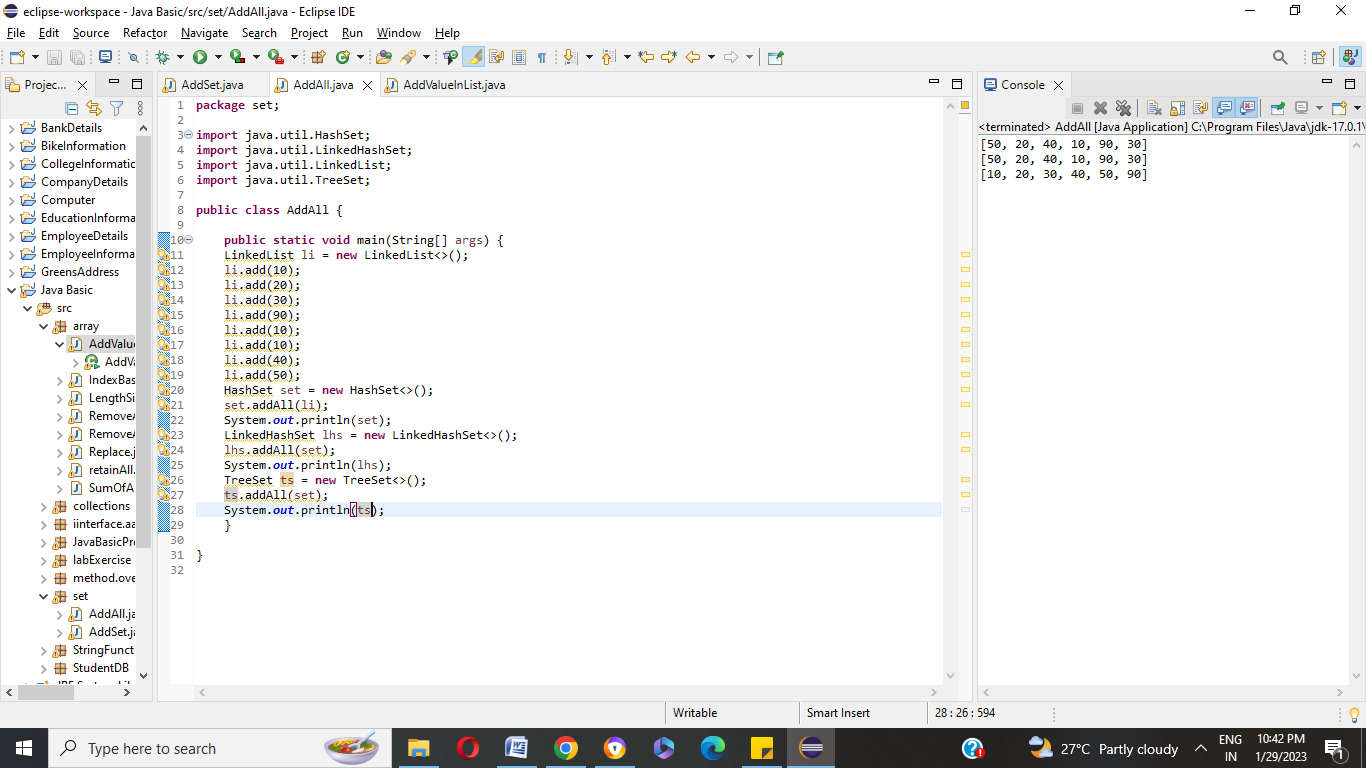 eclipse-workspace - Java Basic/src/set/AddAll.java - Eclipse IDE
File Edit Source Refactor Navigate Search Project Run Window Help
Projec...
BankDetails
BikeInformation
CollegeInformatic
CompanyDetails
Computer
EducationInforma
EmployeeDetails
EmployeeInforma
GreensAddress
Java Basic
src
array
AddValue
AddVa
IndexBas
LengthSi
RemoveA
RemoveA
Replace.j
retainAll.
SumOfA
collections
iinterface.aa
JavaBasicPro
labExercise
method.ove
set
AddAll.ja
AddSet.ja
StringFunct
StudentDB
AddSet.java AddAll.java AddValueInList.java
1 package set;
2
3 import java.util.HashSet;
4 import java.util.LinkedHashSet;
5 import java.util.LinkedList;
6 import java.util.TreeSet;
7
8 public class AddAll {
9
10 public static void main(String[] args) {
11 LinkedList li = new LinkedList<>();
12 li.add(10);
13 li.add(20);
14 li.add(30);
15 li.add(90);
16 li.add(10);
17 li.add(10);
18 li.add(40);
19 li.add(50);
20 HashSet set = new HashSet<>();
21 set.addAll(li);
22 System.out.println(set);
23 LinkedHashSet lhs = new LinkedHashSet<>();
24 lhs.addAll(set);
25 System.out.println(lhs);
26 TreeSet ts = new TreeSet<>();
27 ts.addAll(set);
28 System.out.println(ts);
29 }
30
31 }
32
Console
<terminated> AddAll [Java Application] C:\Program Files\Java\jdk-17.0.1\
[50, 20, 40, 10, 90, 30]
[50, 20, 40, 10, 90, 30]
[10, 20, 30, 40, 50, 90]
Writable Smart Insert 28 : 26 : 594
Type here to search
27°C Partly cloudy
ENG
IN
10:42 PM
1/29/2023
1